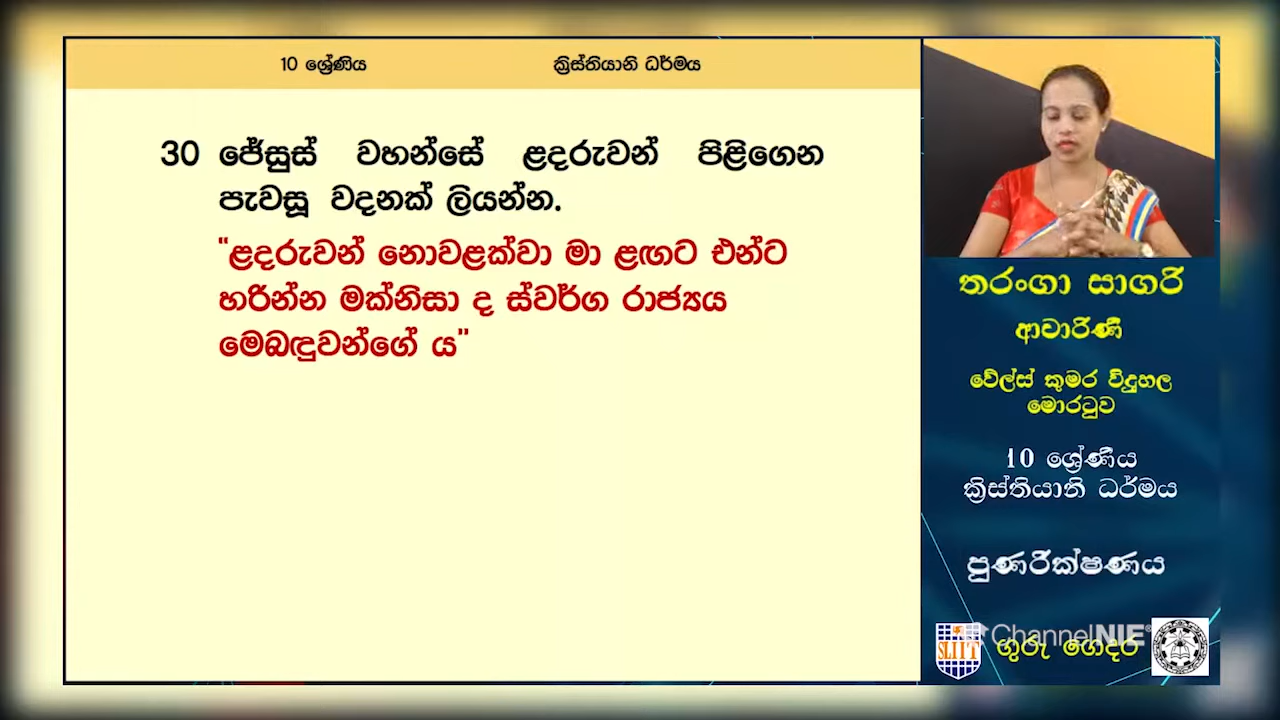 10 ශ්‍රේණිය
ක්‍රිස්තියානි ධර්මය
30 ජේසුස් වහන්සේ ළදරුවන් පිළිගෙන
පැවසූ වදනක් ලියන්න.
"ළදරුවන් නොවළක්වා මා ළඟට එන්ට
හරින්න මක්නිසා ද ස්වර්ග රාජ්‍යය
මෙබඳුවන්ගේ ය"
තරංගා සාගරි
ආචාරිණී
වේල්ස් කුමර විදුහල
මොරටුව
10 ශ්‍රේණිය
ක්‍රිස්තියානි ධර්මය
පුණරීක්ෂණය
ChannelNIE
SLIIT
ගුරු ගෙදර